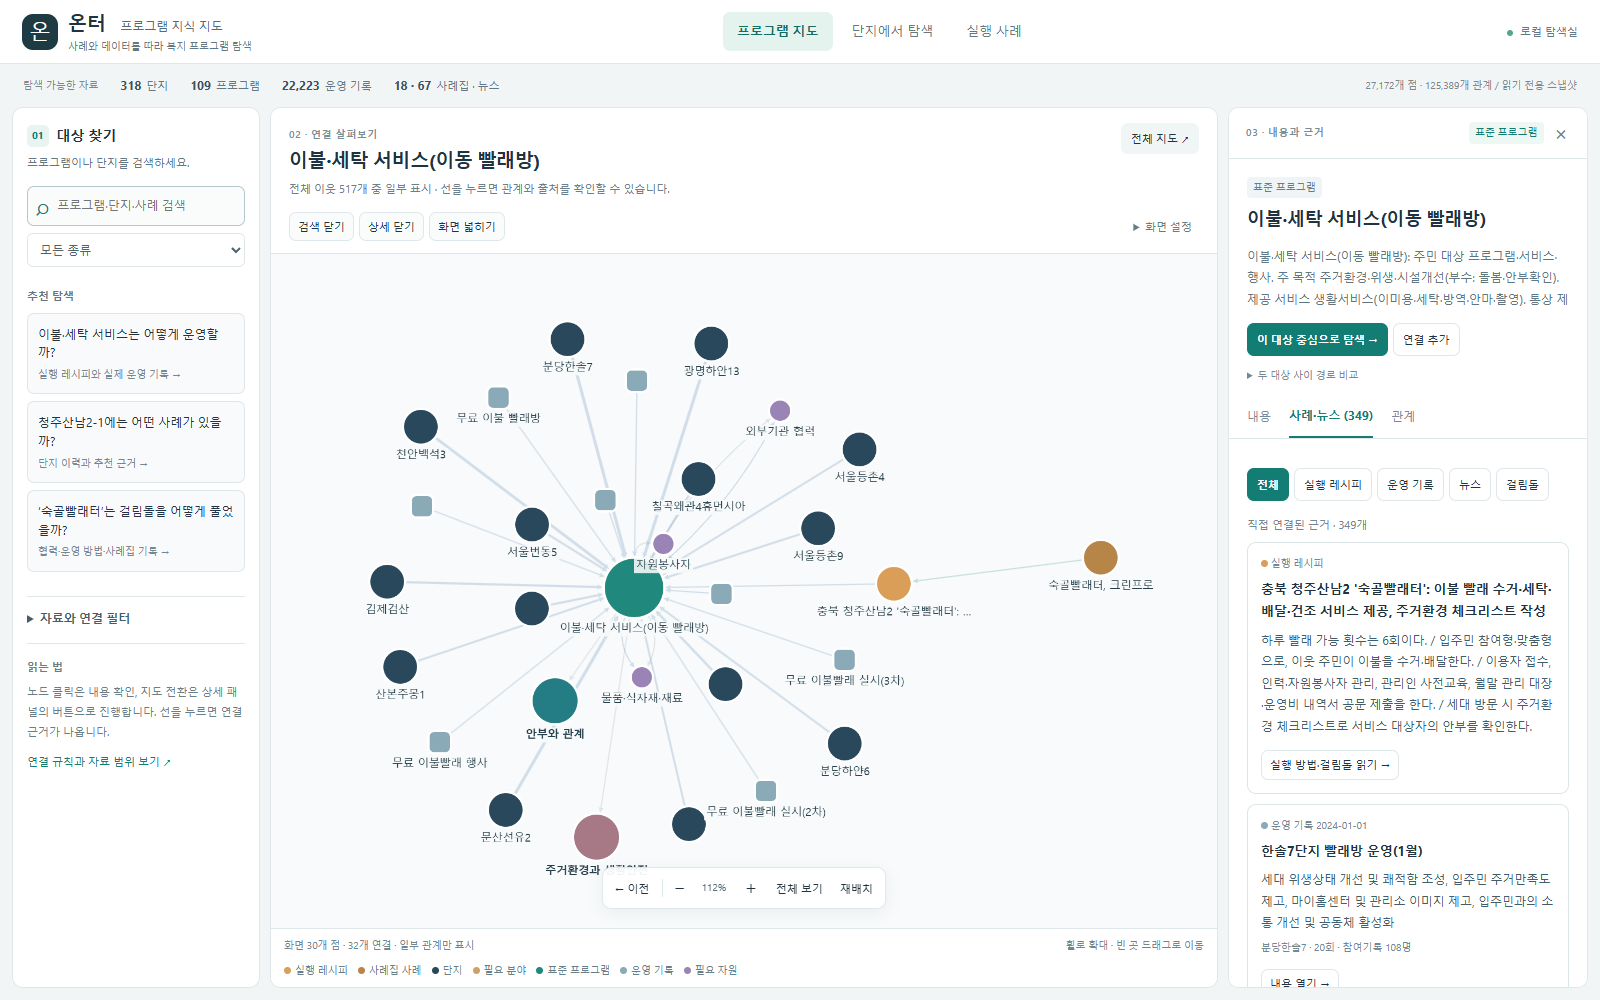 온
온터 프로그램 지식 지도
사례와 데이터를 따라 복지 프로그램 탐색
프로그램 지도
단지에서 탐색
실행 사례
로컬 탐색실
탐색 가능한 자료 318 단지 109 프로그램 22,223 운영 기록 18 · 67 사례집 · 뉴스
27,172개 점 · 125,389개 관계 / 읽기 전용 스냅샷
01 대상 찾기
프로그램이나 단지를 검색하세요.
프로그램·단지·사례 검색
모든 종류
추천 탐색
이불·세탁 서비스는 어떻게 운영할
까?
실행 레시피와 실제 운영 기록 →
청주산남2-1에는 어떤 사례가 있을
까?
단지 이력과 추천 근거 →
'숙골빨래터'는 걸림돌을 어떻게 풀었
을까?
협력·운영 방법·사례집 기록 →
▶ 자료와 연결 필터
읽는 법
노드 클릭은 내용 확인, 지도 전환은 상세 패
널의 버튼으로 진행합니다. 선을 누르면 연결
근거가 나옵니다.
연결 규칙과 자료 범위 보기 ↗
02 · 연결 살펴보기
이불·세탁 서비스(이동 빨래방)
전체 이웃 517개 중 일부 표시 · 선을 누르면 관계와 출처를 확인할 수 있습니다.
전체 지도 ↗
검색 닫기
상세 닫기
화면 넓히기
▶ 화면 설정
분당한솔7
광명하안13
무료 이불 빨래방
외부기관 협력
천안백석3
서울등촌4
칠곡왜관4휴먼시아
서울번동5
서울등촌9
자원봉사자
숙골빨래터, 크린프로
김제검산
충북 청주산남2 '숙골빨래터': ...
이불·세탁 서비스(이동 빨래방)
무료 이불빨래 실시(3차)
산본주몽1
물품·식자재·재료
안부와 관계
무료 이불빨래 행사
분당하얀6
무료 이불빨래 실시(2차)
문산선유2
주거환경과 생활안전
← 이전
−
112%
+
전체 보기
재배치
화면 30개 점 · 32개 연결 · 일부 관계만 표시
휠로 확대 · 빈 곳 드래그로 이동
실행 레시피
사례집 사례
단지
필요 분야
표준 프로그램
운영 기록
필요 자원
03 · 내용과 근거
표준 프로그램
×
표준 프로그램
이불·세탁 서비스(이동 빨래방)
이불·세탁 서비스(이동 빨래방): 주민 대상 프로그램·서비스·
행사. 주 목적 주거환경·위생·시설개선(부수: 돌봄·안부확인).
제공 서비스 생활서비스(이미용·세탁·방역·안마·촬영). 통상 제
이 대상 중심으로 탐색 →
연결 추가
▶ 두 대상 사이 경로 비교
내용
사례·뉴스 (349)
관계
전체
실행 레시피
운영 기록
뉴스
걸림돌
직접 연결된 근거 · 349개
실행 레시피
충북 청주산남2 '숙골빨래터': 이불 빨래 수거·세탁·
배달·건조 서비스 제공, 주거환경 체크리스트 작성
하루 빨래 가능 횟수는 6회이다. / 입주민 참여형·맞춤형
으로, 이웃 주민이 이불을 수거·배달한다. / 이용자 접수,
인력·자원봉사자 관리, 관리인 사전교육, 월말 관리 대장
·운영비 내역서 공문 제출을 한다. / 세대 방문 시 주거환
경 체크리스트로 서비스 대상자의 안부를 확인한다.
실행 방법·걸림돌 읽기 →
운영 기록 2024-01-01
한솔7단지 빨래방 운영(1월)
세대 위생상태 개선 및 쾌적함 조성, 입주민 주거만족도
제고, 마이홈센터 및 관리소 이미지 제고, 입주민과의 소
통 개선 및 공동체 활성화
분당한솔7 · 20회 · 참여기록 108명
내용 열기 →